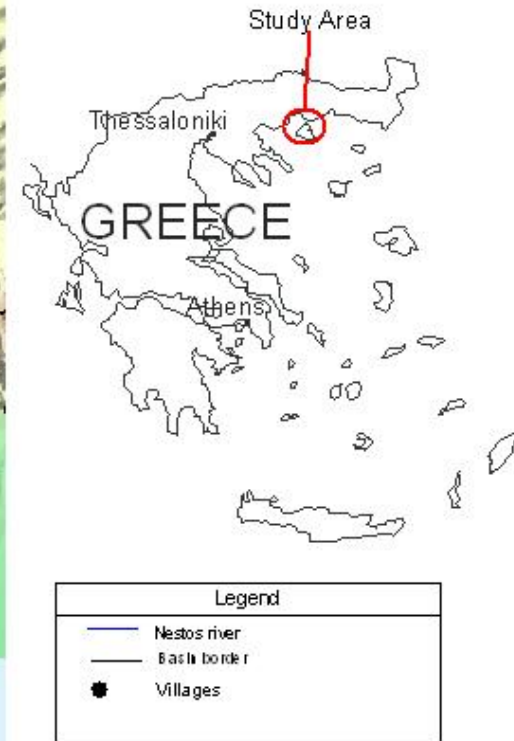 Study Area
Thessaloniki
GREECE
Athens
Legend
Nestos river
Basin border
Villages